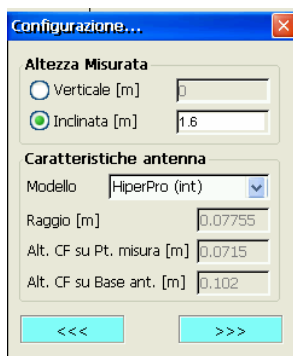 Configurazione...
Altezza Misurata
Verticale [m] 0
Inclinata [m] 1.6
Caratteristiche antenna
Modello HiperPro (int)
Raggio [m] 0.07755
Alt. CF su Pt. misura [m] 0.0715
Alt. CF su Base ant. [m] 0.102
<<< >>>